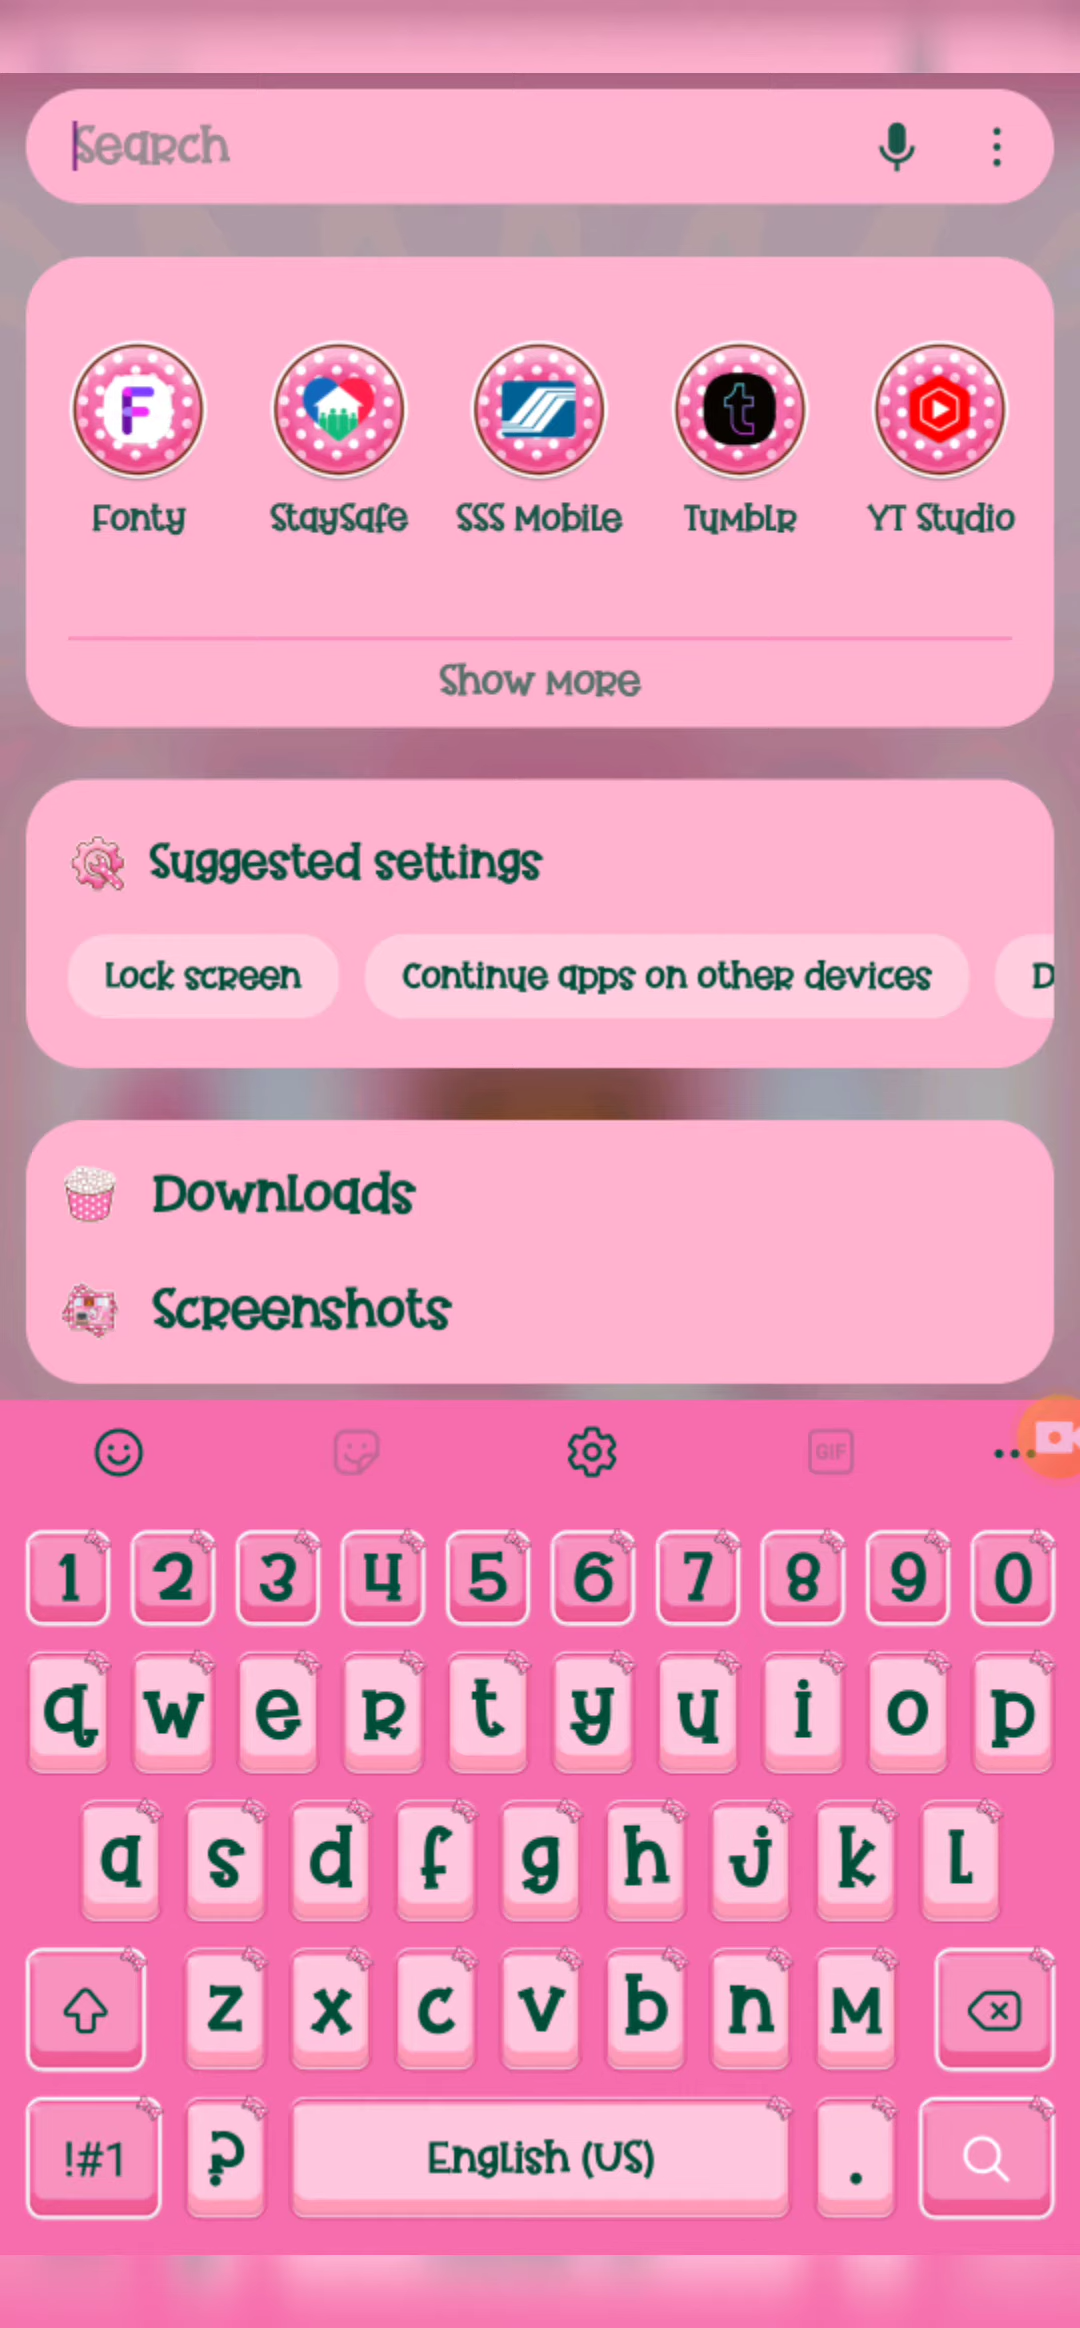 Search
F
t
Fonty StaySafe SSS Mobile Tumblr YT Studio
Show more
Suggested settings
Lock screen Continue apps on other devices D
Downloads
Screenshots
GIF
1 2 3 4 5 6 7 8 9 0
q w e r t y u i o p
a s d f g h j k l
z x c v b n m
!#1 ? English (US) .